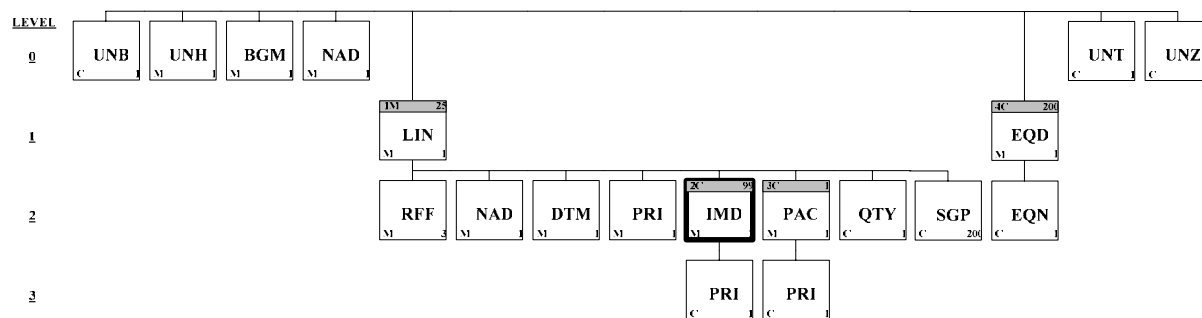 LEVEL
0 UNB UNH BGM NAD UNT UNZ
C 1 M 1 M 1 M 1 C 1 C 1
1M 25 4C 200
1 LIN EQD
M 1 M 1
2C 99 3C 1
2 RFF NAD DTM PRI IMD PAC QTY SGP EQN
M 3 M 1 M 1 M 1 M M 1 C 1 C 200 C 1
3 PRI PRI
C 1 C 1